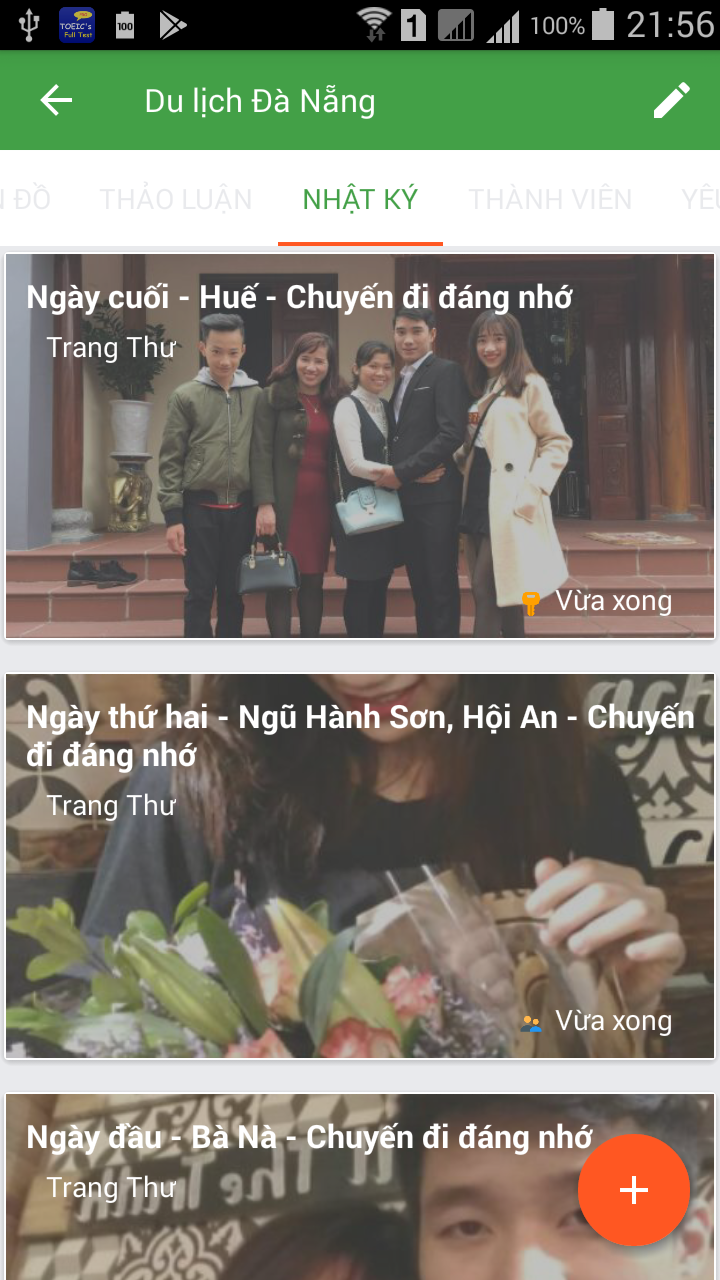 TOEIC's
Full Test
100
1
100%
21:56
Du lịch Đà Nẵng
ĐỒ
THẢO LUẬN
NHẬT KÝ
THÀNH VIÊN
YÊU
Ngày cuối - Huế - Chuyến đi đáng nhớ
Trang Thư
Vừa xong
Ngày thứ hai - Ngũ Hành Sơn, Hội An - Chuyến
đi đáng nhớ
Trang Thư
Vừa xong
Ngày đầu - Bà Nà - Chuyến đi đáng nhớ
Trang Thư